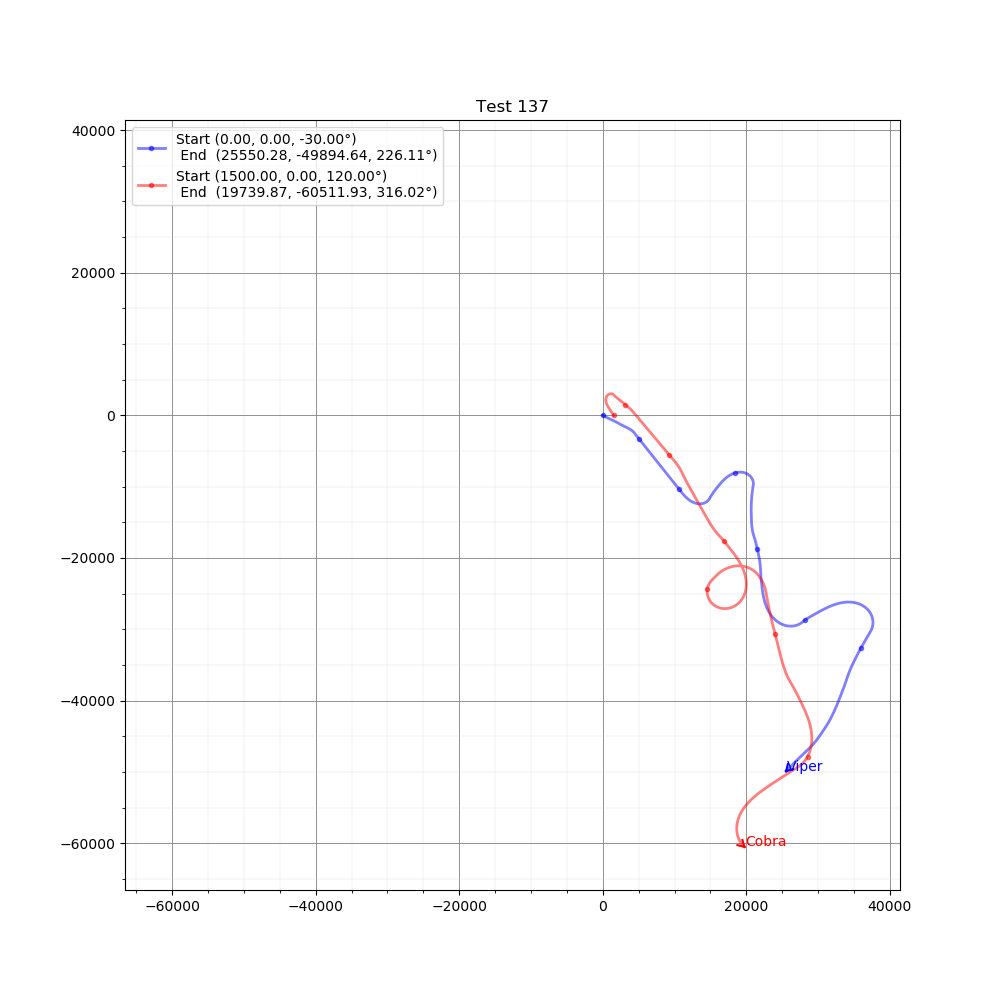 Test 137
Start (0.00, 0.00, -30.00°)
End (25550.28, -49894.64, 226.11°)
Start (1500.00, 0.00, 120.00°)
End (19739.87, -60511.93, 316.02°)
40000
20000
0
−20000
−40000
−60000
Viper
Cobra
−60000 −40000 −20000 0 20000 40000